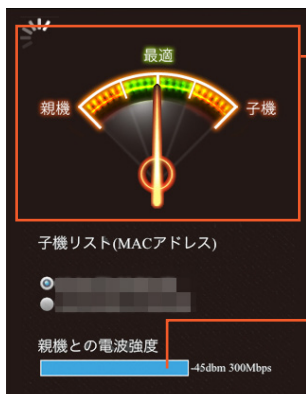 最適
親機
子機
子機リスト(MACアドレス)
親機との電波強度
-45dbm 300Mbps